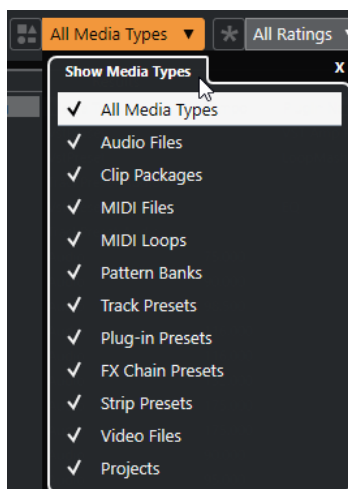 All Media Types All Ratings
Show Media Types X
All Media Types
Audio Files
Clip Packages
MIDI Files
MIDI Loops
Pattern Banks
Track Presets
Plug-in Presets
FX Chain Presets
Strip Presets
Video Files
Projects